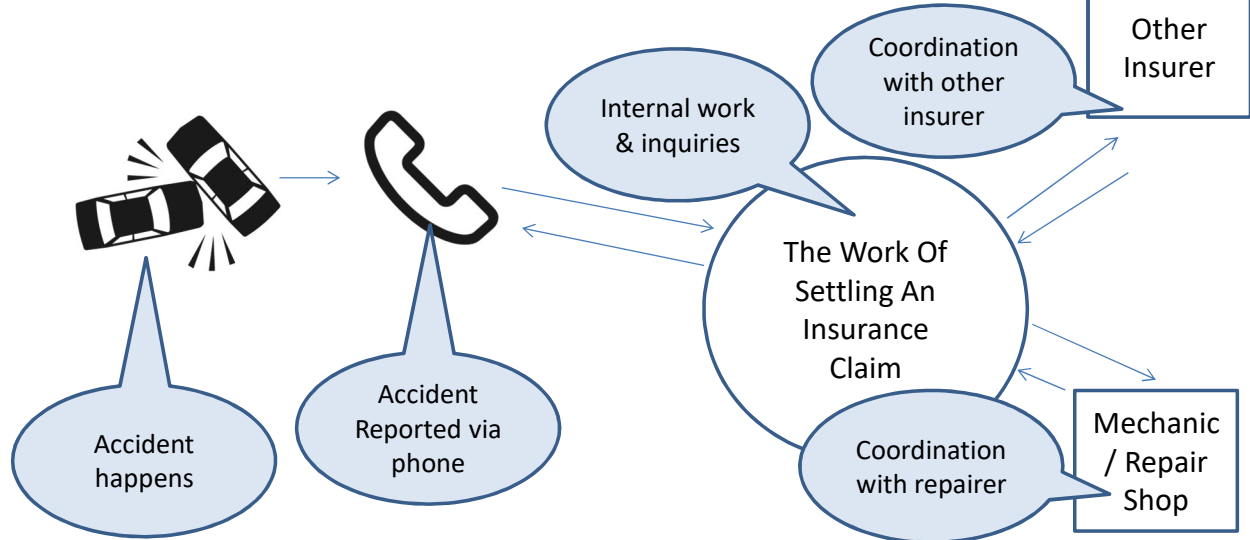 Accident
happens
Accident
Reported via
phone
Internal work
& inquiries
Coordination
with other
insurer
Other
Insurer
The Work Of
Settling An
Insurance
Claim
Coordination
with repairer
Mechanic
/ Repair
Shop